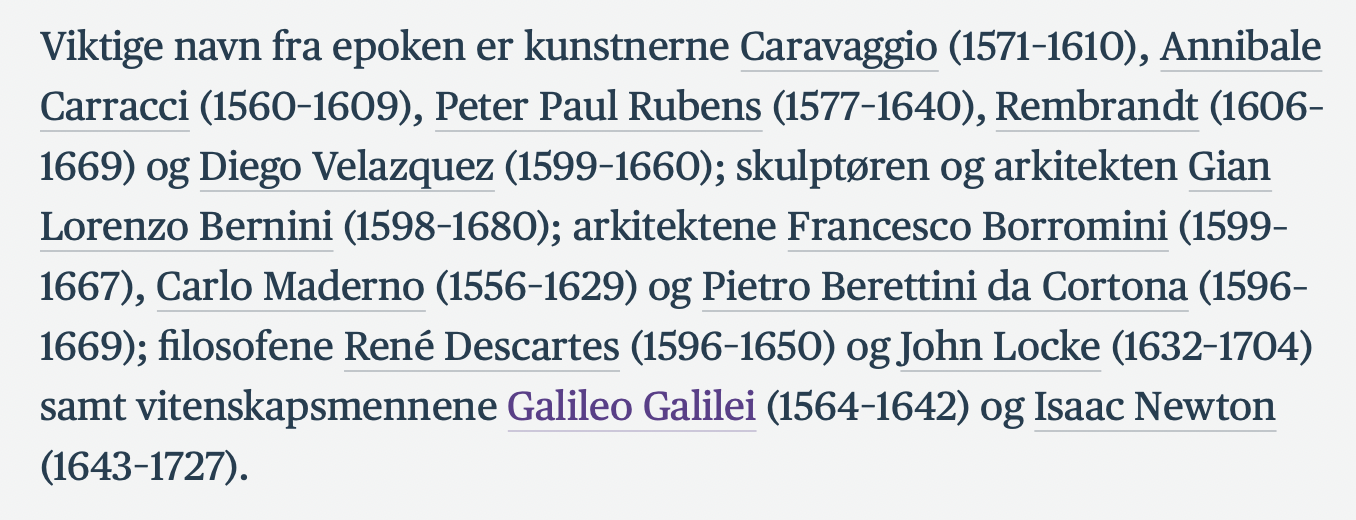 Viktige navn fra epoken er kunstnerne Caravaggio (1571–1610), Annibale
Carracci (1560–1609), Peter Paul Rubens (1577–1640), Rembrandt (1606–
1669) og Diego Velazquez (1599–1660); skulptøren og arkitekten Gian
Lorenzo Bernini (1598–1680); arkitektene Francesco Borromini (1599–
1667), Carlo Maderno (1556–1629) og Pietro Berettini da Cortona (1596–
1669); filosofene René Descartes (1596–1650) og John Locke (1632–1704)
samt vitenskapsmennene Galileo Galilei (1564–1642) og Isaac Newton
(1643–1727).